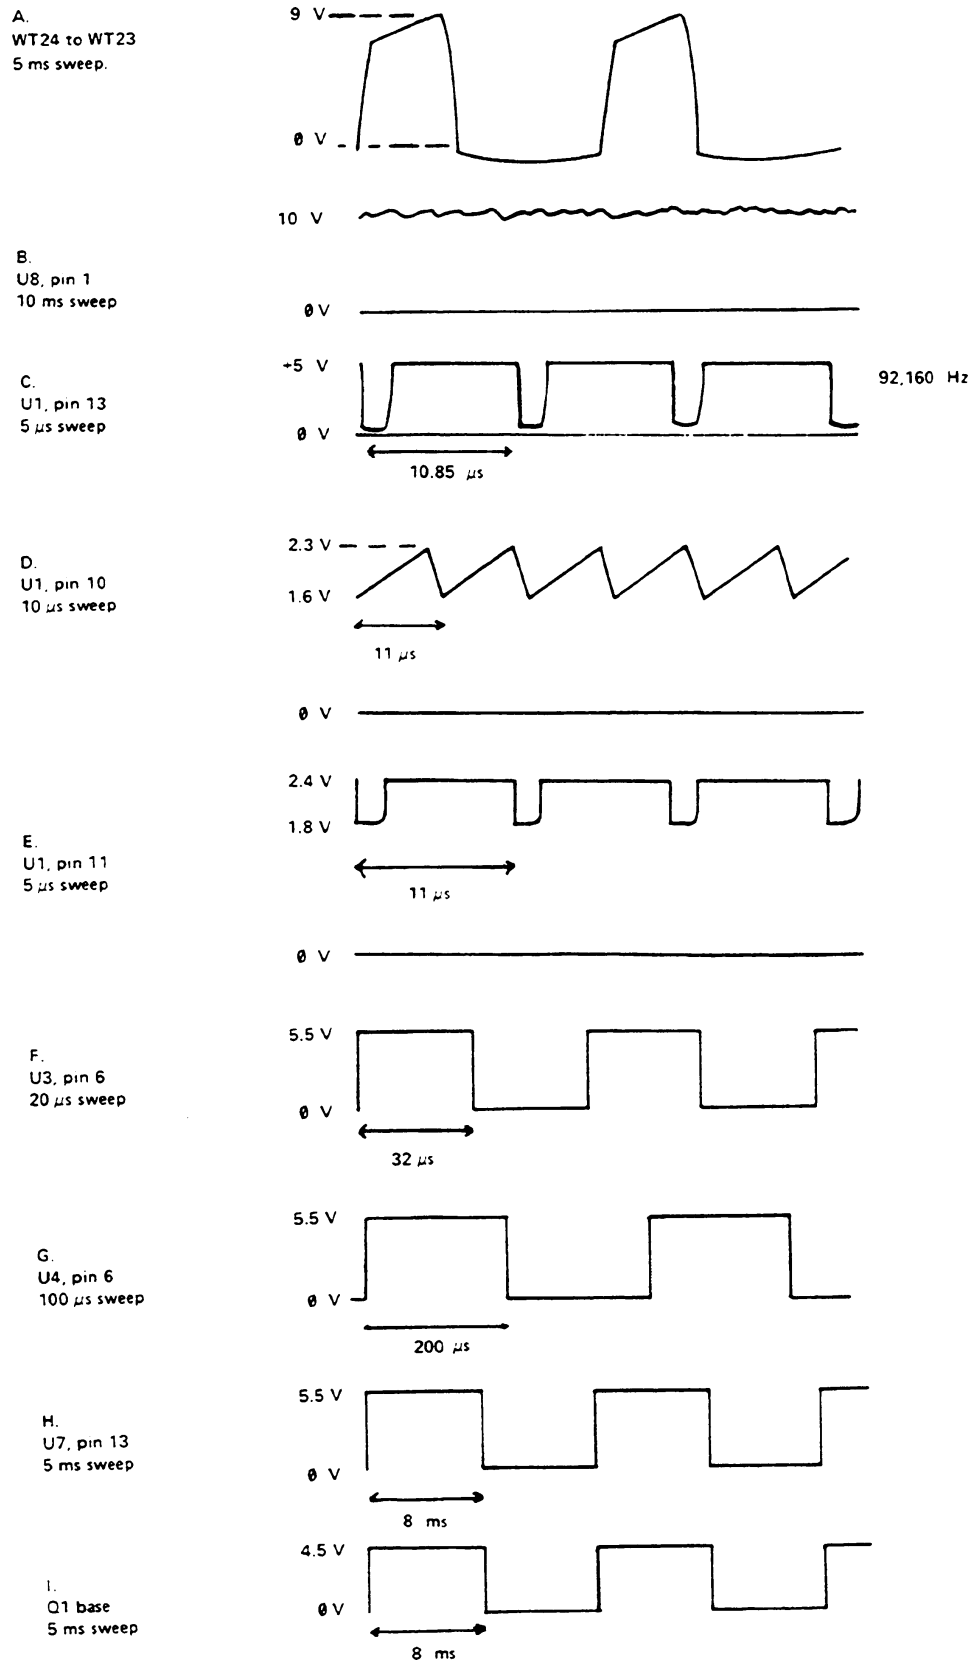 A.
WT24 to WT23
5 ms sweep.
9 V
0 V
B.
U8, pin 1
10 ms sweep
10 V
0 V
C.
U1, pin 13
5 μs sweep
+5 V
0 V
92,160 Hz
10.85 μs
D.
U1, pin 10
10 μs sweep
2.3 V
1.6 V
11 μs
0 V
E.
U1, pin 11
5 μs sweep
2.4 V
1.8 V
11 μs
0 V
F.
U3, pin 6
20 μs sweep
5.5 V
0 V
32 μs
G.
U4, pin 6
100 μs sweep
5.5 V
0 V
200 μs
H.
U7, pin 13
5 ms sweep
5.5 V
0 V
8 ms
I.
Q1 base
5 ms sweep
4.5 V
0 V
8 ms